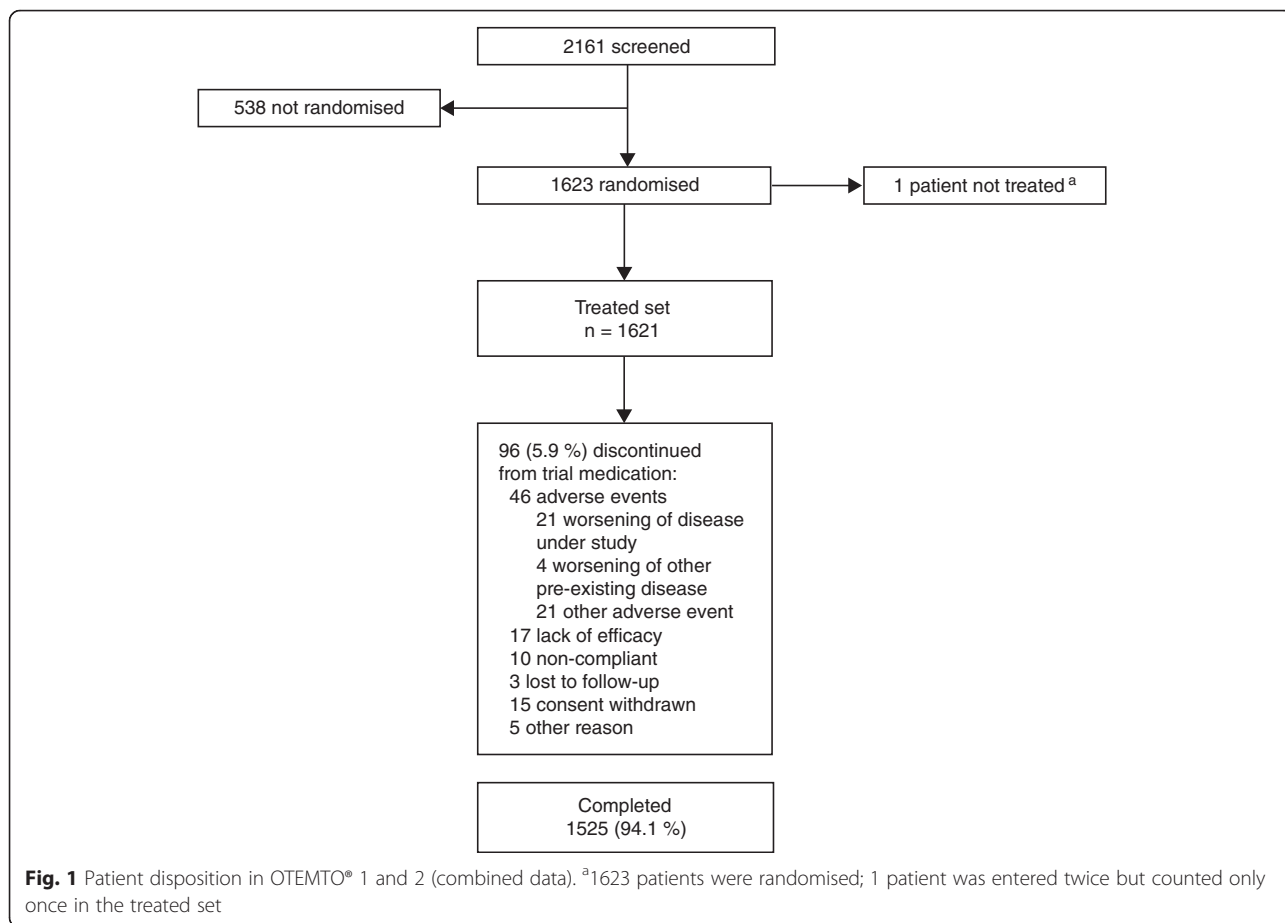 2161 screened
538 not randomised
1623 randomised
1 patient not treated a
Treated set
n = 1621
96 (5.9 %) discontinued
from trial medication:
46 adverse events
21 worsening of disease
under study
4 worsening of other
pre-existing disease
21 other adverse event
17 lack of efficacy
10 non-compliant
3 lost to follow-up
15 consent withdrawn
5 other reason
Completed
1525 (94.1 %)
Fig. 1 Patient disposition in OTEMTO® 1 and 2 (combined data). a1623 patients were randomised; 1 patient was entered twice but counted only
once in the treated set